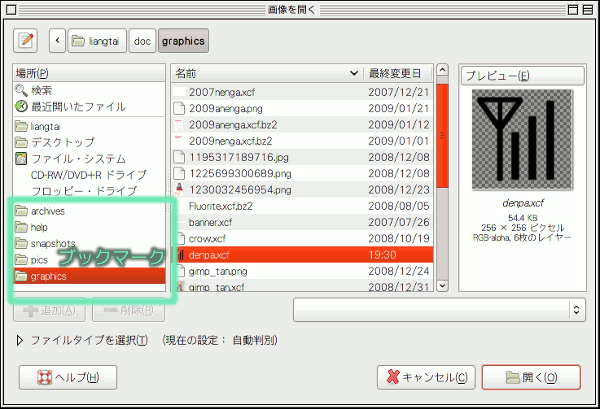 画像を開く
liangtai
doc
graphics
場所(P)
検索
最近開いたファイル
liangtai
デスクトップ
ファイル・システム
CD-RW/DVD+R ドライブ
フロッピー・ドライブ
archives
help
snapshots
pics
graphics
ブックマーク
追加(A)
削除(R)
名前 最終変更日
2007nenga.xcf 2007/12/21
2009anenga.png 2009/01/21
2009anenga.xcf.bz2 2009/01/12
2009nenga.xcf.bz2 2009/01/01
1195317189716.jpg 2008/12/08
1225699300689.png 2008/12/08
1230032456954.png 2008/12/23
Fluorite.xcf.bz2 2008/08/05
banner.xcf 2007/07/26
crow.xcf 2008/10/19
denpa.xcf 19:30
gimp_tan.png 2008/12/24
gimp_tan.xcf 2008/12/31
プレビュー(E)
denpa.xcf
54.4 KB
256 × 256 ピクセル
RGB-alpha, 6枚のレイヤー
ファイルタイプを選択(T) (現在の設定： 自動判別)
ヘルプ(H)
キャンセル(C)
開く(O)